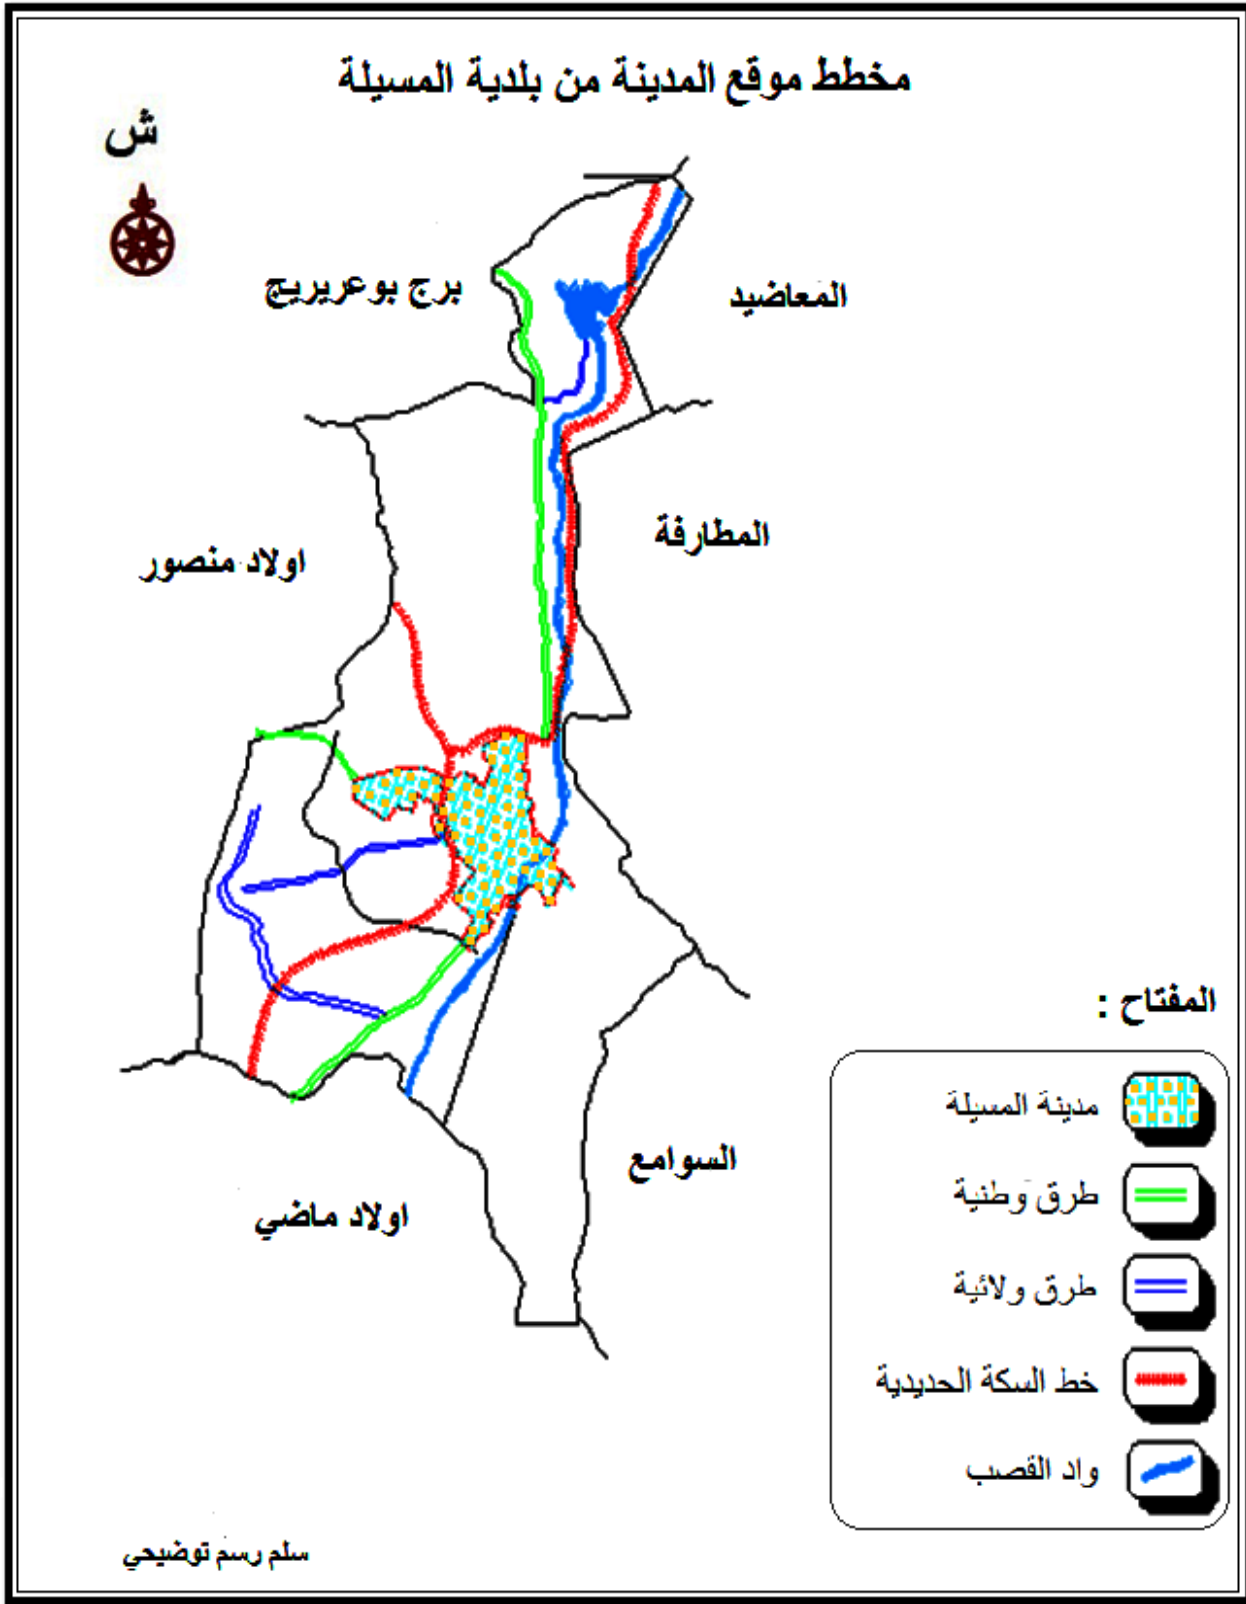 مخطط موقع المدينة من بلدية المسيلة
ش
برج بوعريريج
المعاضيد
المطارفة
اولاد منصور
السوامع
اولاد ماضي
المفتاح :
مدينة المسيلة
طرق وطنية
طرق ولائية
خط السكة الحديدية
واد القصب
سلم رسم توضيحي